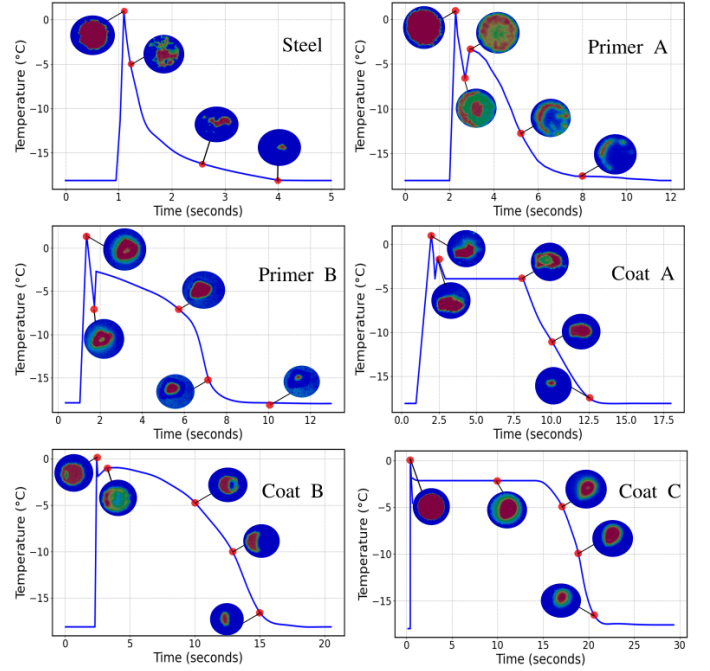 Steel
Temperature (°C)
0
−5
−10
−15
0 1 2 3 4 5
Time (seconds)
Primer A
Temperature (°C)
0
−5
−10
−15
0 2 4 6 8 10 12
Time (seconds)
Primer B
Temperature (°C)
0
−5
−10
−15
0 2 4 6 8 10 12
Time (seconds)
Coat A
Temperature (°C)
0
−5
−10
−15
0.0 2.5 5.0 7.5 10.0 12.5 15.0 17.5
Time (seconds)
Coat B
Temperature (°C)
0
−5
−10
−15
0 5 10 15 20
Time (seconds)
Coat C
Temperature (°C)
0
−5
−10
−15
0 5 10 15 20 25 30
Time (seconds)